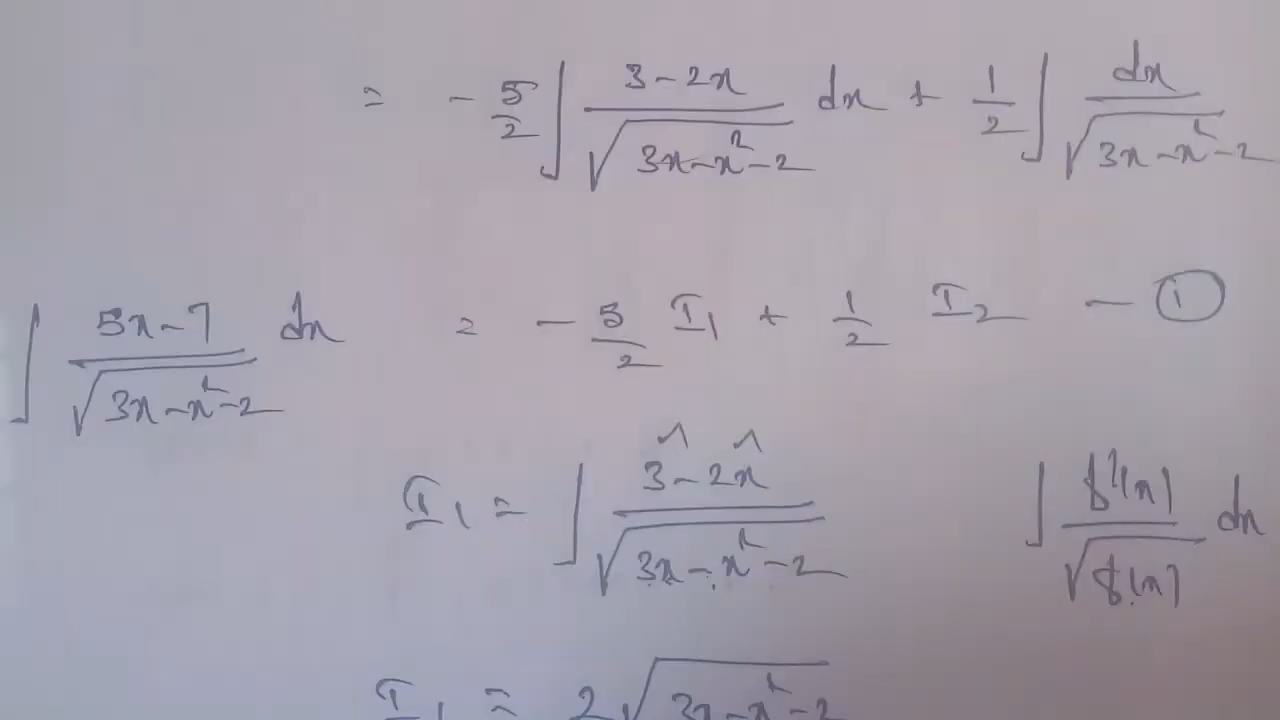 = - 5/2 ∫ (3 - 2x)/√(3x - x² - 2) dx + 1/2 ∫ dx/√(3x - x² - 2)
∫ (5x - 7)/√(3x - x² - 2) dx = - 5/2 I₁ + 1/2 I₂ — ①
I₁ = ∫ (3 - 2x)/√(3x - x² - 2) ∫ f'(x)/√f(x) dx
I₁ = 2√(3x - x² - 2)